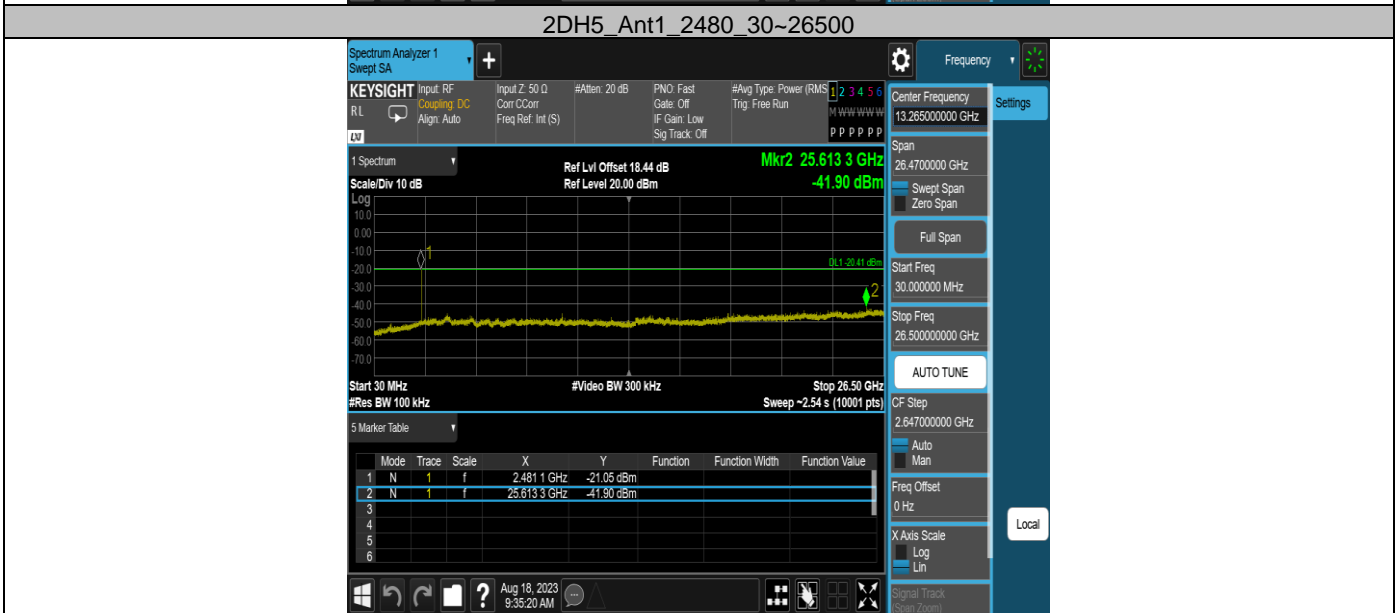 2DH5_Ant1_2480_30~26500
Spectrum Analyzer 1
Swept SA
+
Frequency
KEYSIGHT Input: RF Input Z: 50 Ω #Atten: 20 dB PNO: Fast #Avg Type: Power (RMS 1 2 3 4 5 6
RL Coupling: DC Corr CCorr Gate: Off Trig: Free Run M W W W W W
Align: Auto Freq Ref: Int (S) IF Gain: Low
LXI Sig Track: Off P P P P P P
Center Frequency
13.265000000 GHz
Settings
Span
26.4700000 GHz
Swept Span
Zero Span
Full Span
Start Freq
30.000000 MHz
Stop Freq
26.500000000 GHz
AUTO TUNE
CF Step
2.647000000 GHz
Auto
Man
Freq Offset
0 Hz
X Axis Scale
Log
Lin
Signal Track
(Span Zoom)
Local
1 Spectrum Ref Lvl Offset 18.44 dB Mkr2 25.613 3 GHz
Scale/Div 10 dB Ref Level 20.00 dBm -41.90 dBm
Log
10.0
0.00
-10.0
1
-20.0
DL1 -20.41 dBm
-30.0
2
-40.0
-50.0
-60.0
-70.0
Start 30 MHz #Video BW 300 kHz Stop 26.50 GHz
#Res BW 100 kHz Sweep ~2.54 s (10001 pts)
5 Marker Table
Mode Trace Scale X Y Function Function Width Function Value
1 N 1 f 2.481 1 GHz -21.05 dBm
2 N 1 f 25.613 3 GHz -41.90 dBm
3
4
5
6
? Aug 18, 2023
9:35:20 AM